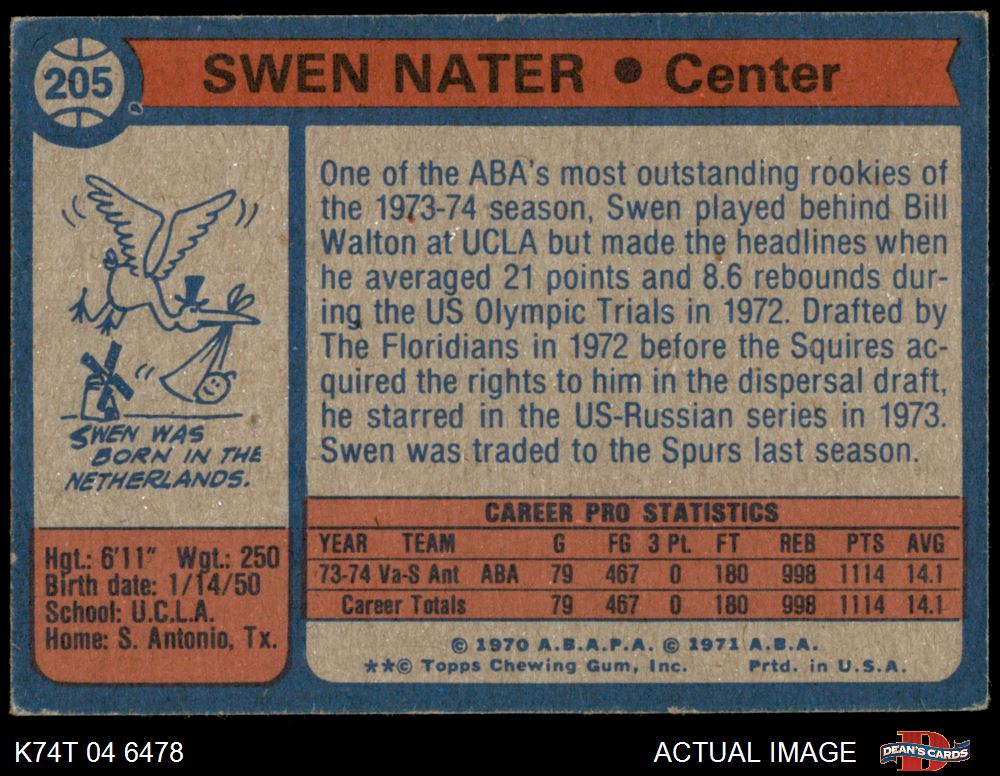 205
SWEN NATER • Center
One of the ABA's most outstanding rookies of
the 1973-74 season, Swen played behind Bill
Walton at UCLA but made the headlines when
he averaged 21 points and 8.6 rebounds dur-
ing the US Olympic Trials in 1972. Drafted by
The Floridians in 1972 before the Squires ac-
quired the rights to him in the dispersal draft,
he starred in the US-Russian series in 1973.
Swen was traded to the Spurs last season.
SWEN WAS
BORN IN THE
NETHERLANDS.
Hgt.: 6'11" Wgt.: 250
Birth date: 1/14/50
School: U.C.L.A.
Home: S. Antonio, Tx.
CAREER PRO STATISTICS
YEAR TEAM G FG 3 Pt. FT REB PTS AVG
73-74 Va-S Ant ABA 79 467 0 180 998 1114 14.1
Career Totals 79 467 0 180 998 1114 14.1
© 1970 A.B.A.P.A. © 1971 A.B.A.
**© Topps Chewing Gum, Inc. Prtd. in U.S.A.
K74T 04 6478
ACTUAL IMAGE
D
DEAN'S CARDS